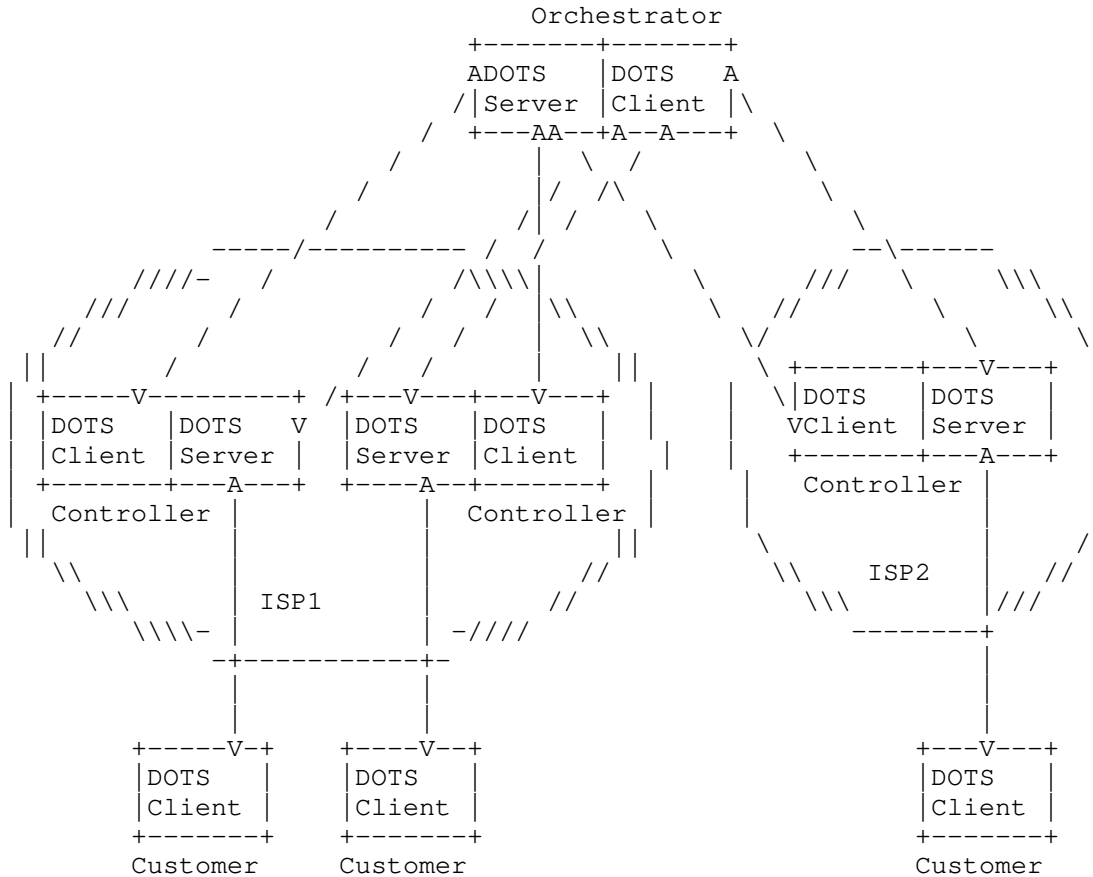 Orchestrator
DOTS DOTS
Server Client
DOTS DOTS DOTS DOTS DOTS DOTS
Client Server Server Client Client Server
Controller Controller Controller
ISP1 ISP2
DOTS DOTS DOTS
Client Client Client
Customer Customer Customer